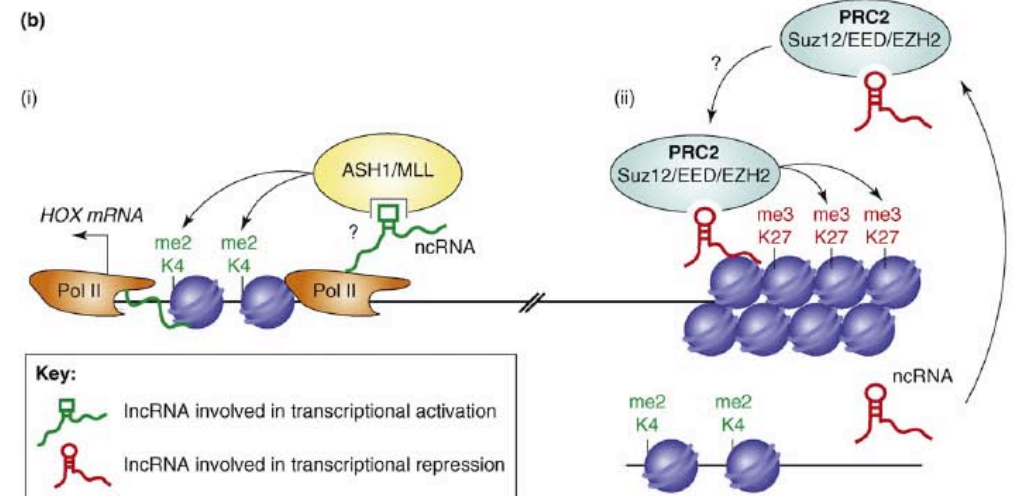 (b)
(i)
HOX mRNA
Pol II
me2
K4
me2
K4
ASH1/MLL
?
ncRNA
Pol II
Key:
lncRNA involved in transcriptional activation
lncRNA involved in transcriptional repression
(ii)
PRC2
Suz12/EED/EZH2
?
PRC2
Suz12/EED/EZH2
me3
K27
me3
K27
me3
K27
ncRNA
me2
K4
me2
K4